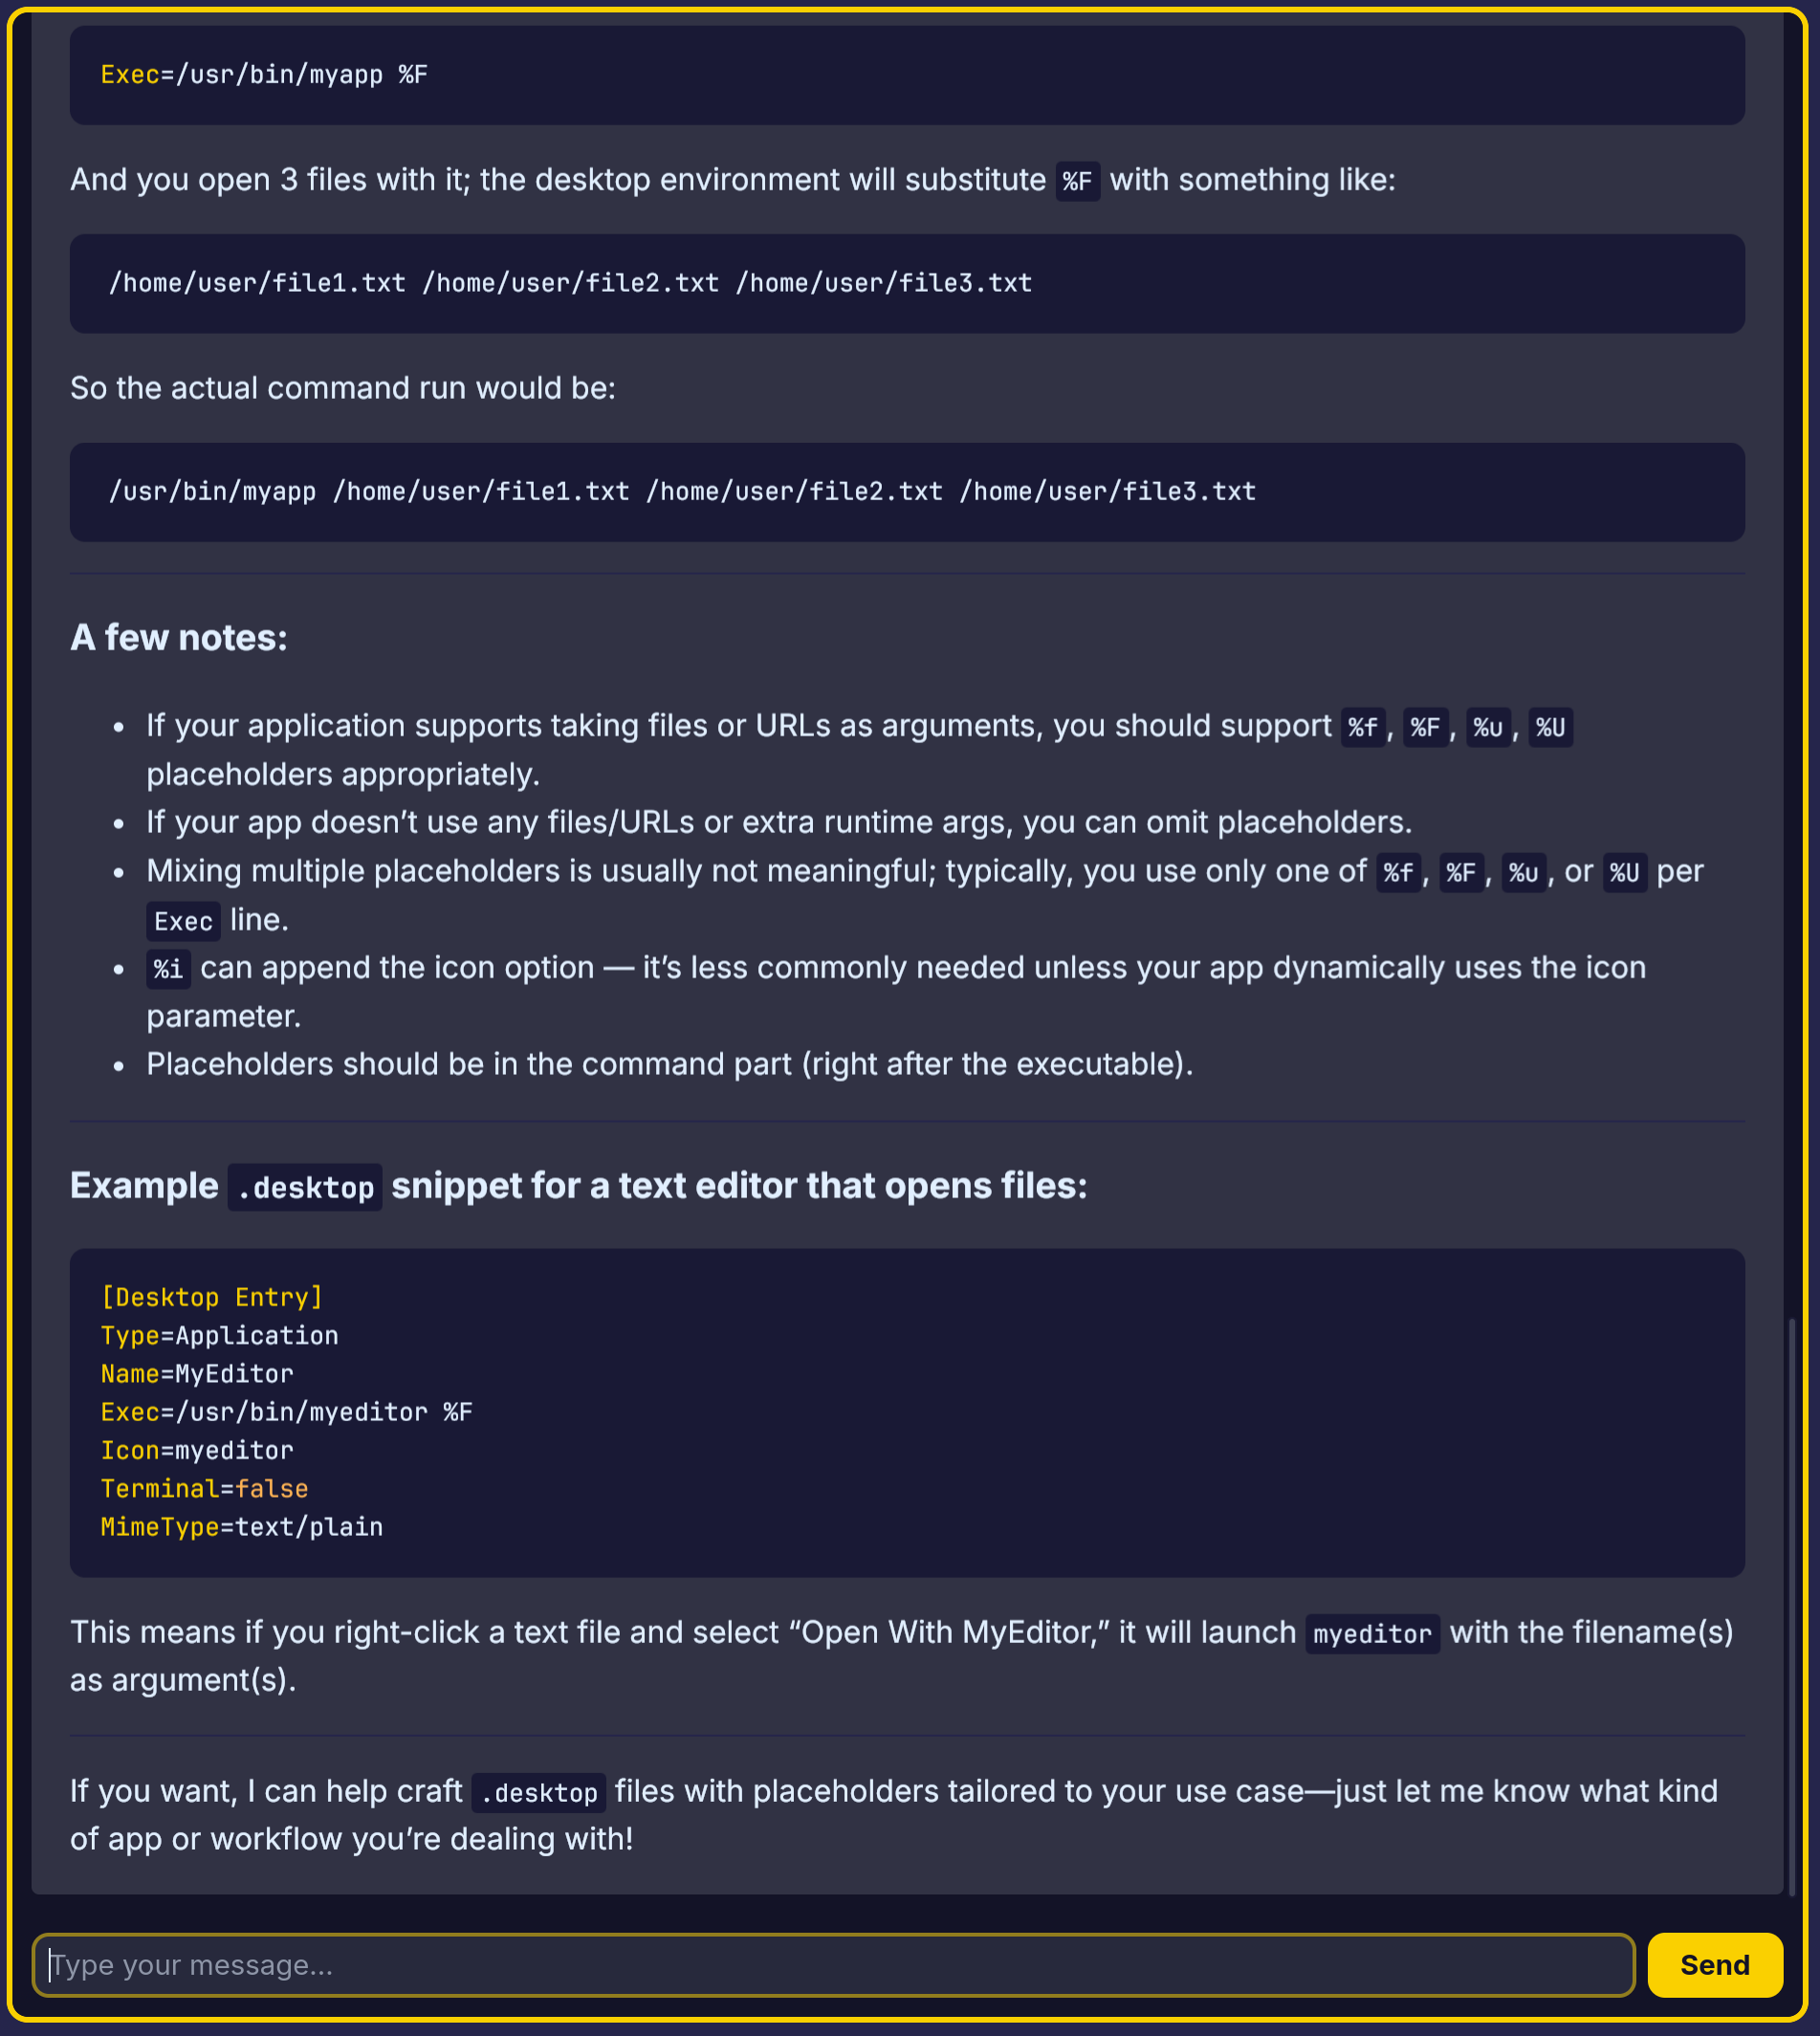 Exec=/usr/bin/myapp %F
And you open 3 files with it; the desktop environment will substitute %F with something like:
/home/user/file1.txt /home/user/file2.txt /home/user/file3.txt
So the actual command run would be:
/usr/bin/myapp /home/user/file1.txt /home/user/file2.txt /home/user/file3.txt
A few notes:
• If your application supports taking files or URLs as arguments, you should support %f, %F, %u, %U
placeholders appropriately.
• If your app doesn’t use any files/URLs or extra runtime args, you can omit placeholders.
• Mixing multiple placeholders is usually not meaningful; typically, you use only one of %f, %F, %u, or %U per
Exec line.
• %i can append the icon option — it’s less commonly needed unless your app dynamically uses the icon
parameter.
• Placeholders should be in the command part (right after the executable).
Example .desktop snippet for a text editor that opens files:
[Desktop Entry]
Type=Application
Name=MyEditor
Exec=/usr/bin/myeditor %F
Icon=myeditor
Terminal=false
MimeType=text/plain
This means if you right-click a text file and select “Open With MyEditor,” it will launch myeditor with the filename(s)
as argument(s).
If you want, I can help craft .desktop files with placeholders tailored to your use case—just let me know what kind
of app or workflow you’re dealing with!
Type your message...
Send